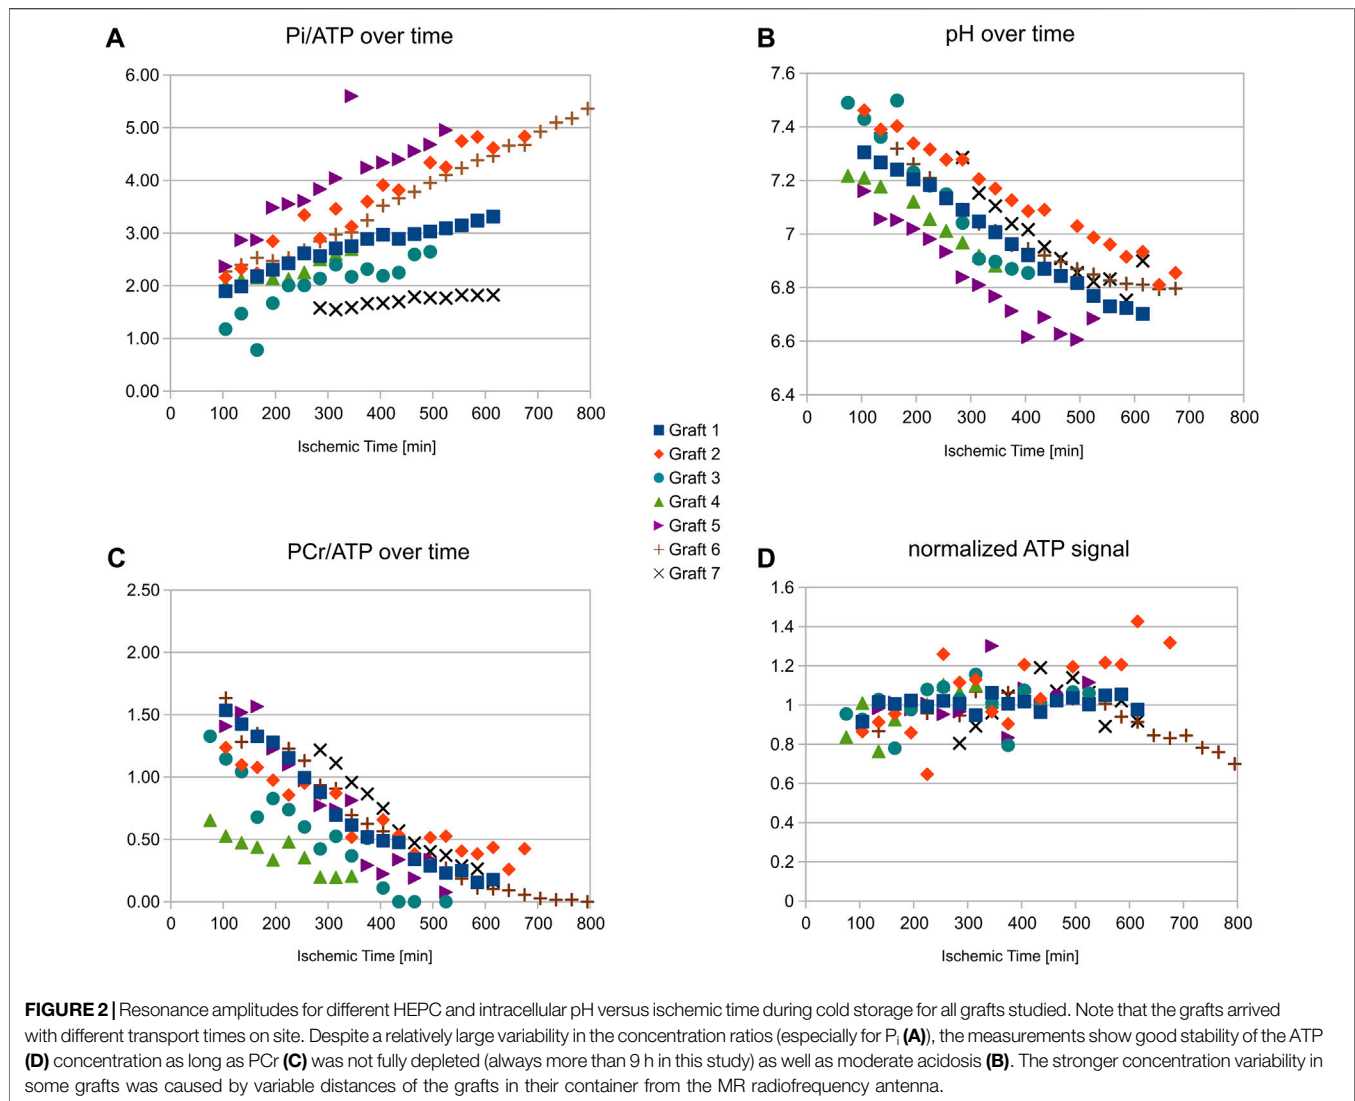 A
Pi/ATP over time
6.00
5.00
4.00
3.00
2.00
1.00
0.00
0 100 200 300 400 500 600 700 800
Ischemic Time [min]
B
pH over time
7.6
7.4
7.2
7
6.8
6.6
6.4
0 100 200 300 400 500 600 700 800
Ischemic Time [min]
Graft 1
Graft 2
Graft 3
Graft 4
Graft 5
Graft 6
Graft 7
C
PCr/ATP over time
2.50
2.00
1.50
1.00
0.50
0.00
0 100 200 300 400 500 600 700 800
Ischemic Time [min]
D
normalized ATP signal
1.6
1.4
1.2
1
0.8
0.6
0.4
0.2
0
0 100 200 300 400 500 600 700 800
Ischemic Time [min]
FIGURE 2 | Resonance amplitudes for different HEPC and intracellular pH versus ischemic time during cold storage for all grafts studied. Note that the grafts arrived
with different transport times on site. Despite a relatively large variability in the concentration ratios (especially for Pi (A)), the measurements show good stability of the ATP
(D) concentration as long as PCr (C) was not fully depleted (always more than 9 h in this study) as well as moderate acidosis (B). The stronger concentration variability in
some grafts was caused by variable distances of the grafts in their container from the MR radiofrequency antenna.